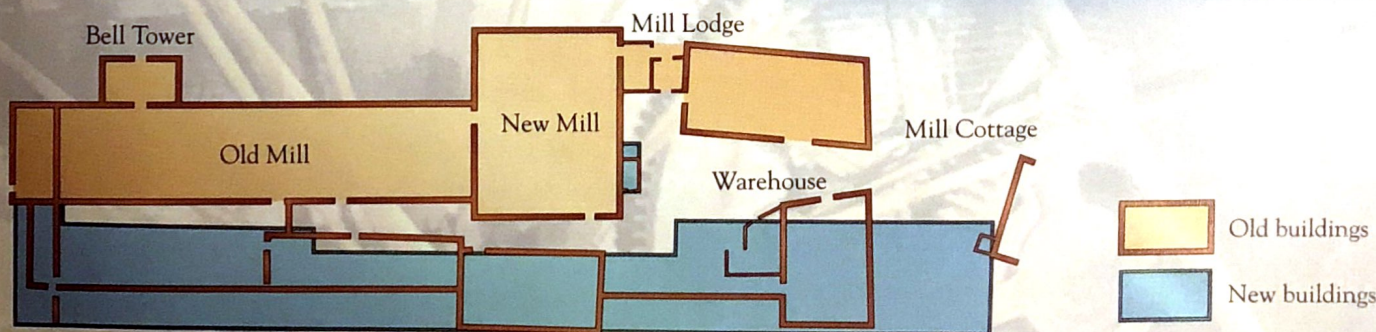 Bell Tower
Mill Lodge
New Mill
Old Mill
Mill Cottage
Warehouse
Old buildings
New buildings